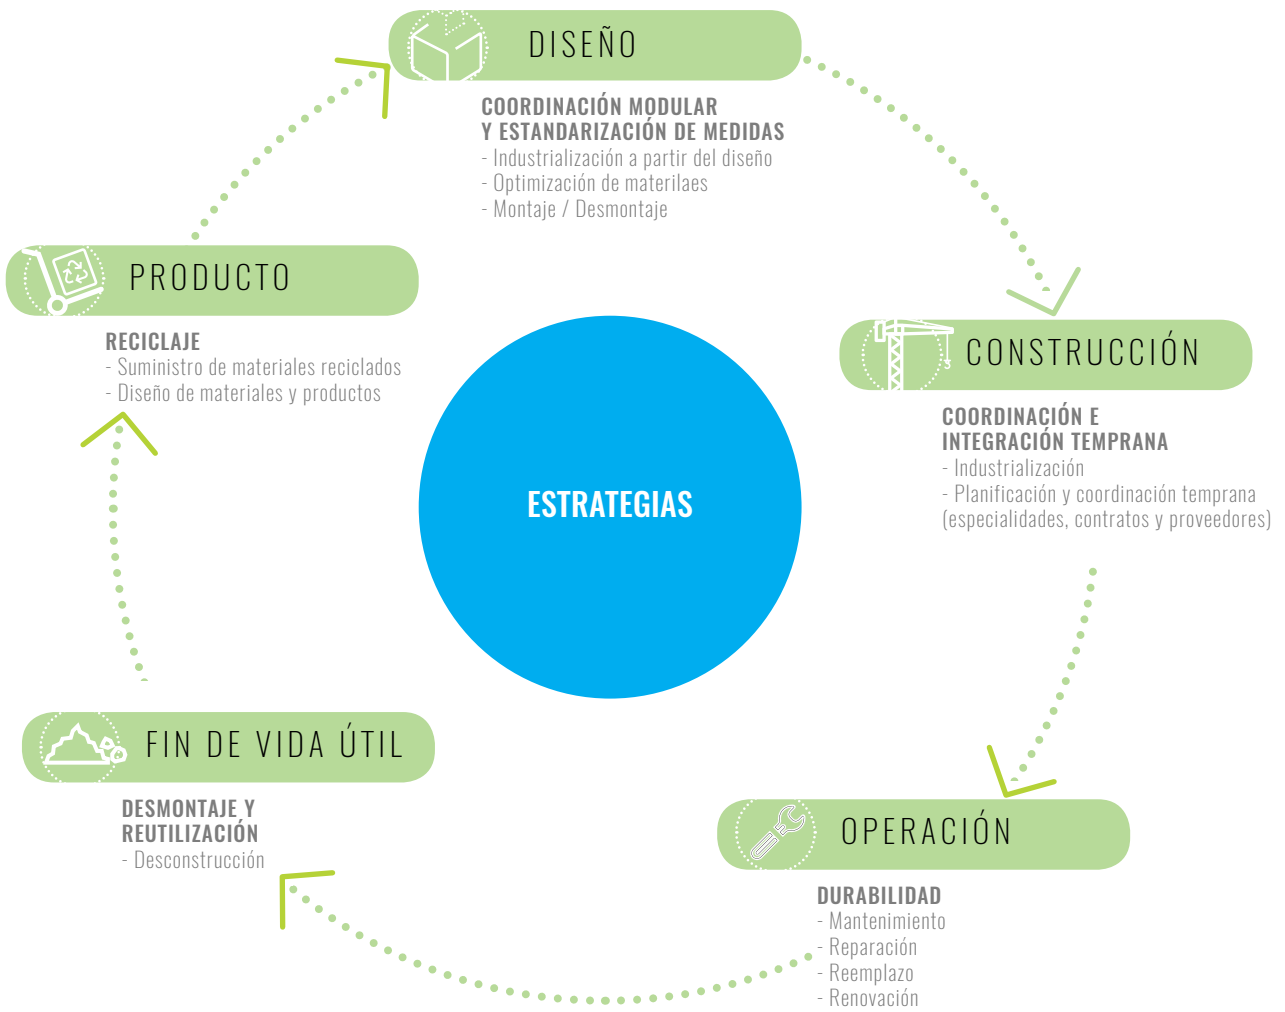 DISEÑO
COORDINACIÓN MODULAR
Y ESTANDARIZACIÓN DE MEDIDAS
- Industrialización a partir del diseño
- Optimización de materilaes
- Montaje / Desmontaje
PRODUCTO
RECICLAJE
- Suministro de materiales reciclados
- Diseño de materiales y productos
CONSTRUCCIÓN
COORDINACIÓN E
INTEGRACIÓN TEMPRANA
- Industrialización
- Planificación y coordinación temprana
(especialidades, contratos y proveedores)
ESTRATEGIAS
FIN DE VIDA ÚTIL
DESMONTAJE Y
REUTILIZACIÓN
- Desconstrucción
OPERACIÓN
DURABILIDAD
- Mantenimiento
- Reparación
- Reemplazo
- Renovación